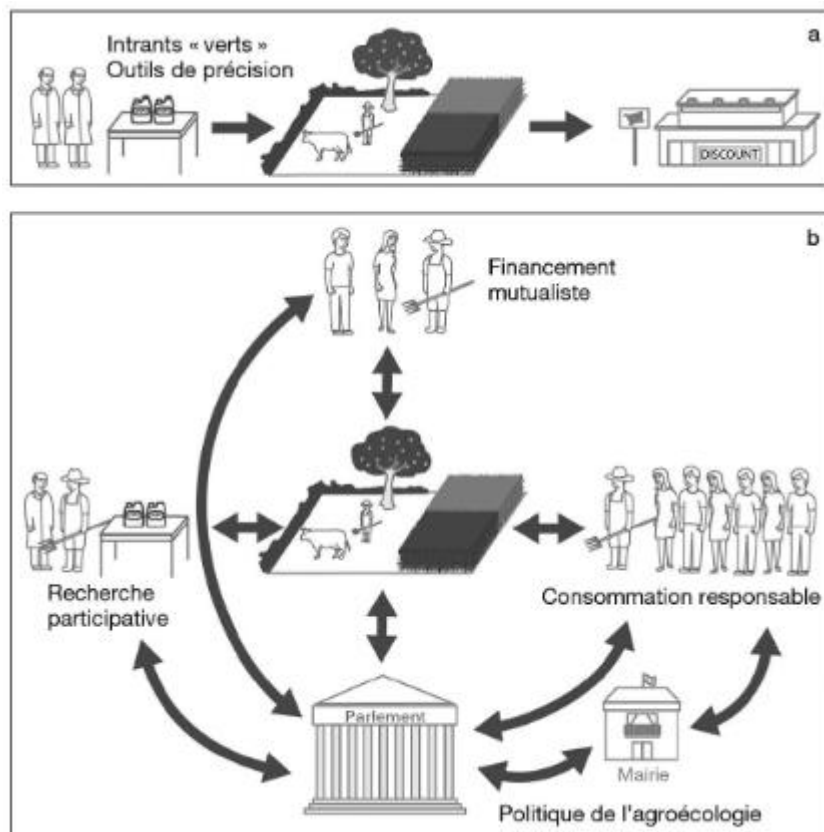 a
Intrants « verts »
Outils de précision
DISCOUNT
b
Financement
mutualiste
Recherche
participative
Consommation responsable
Parlement
Mairie
Politique de l'agroécologie